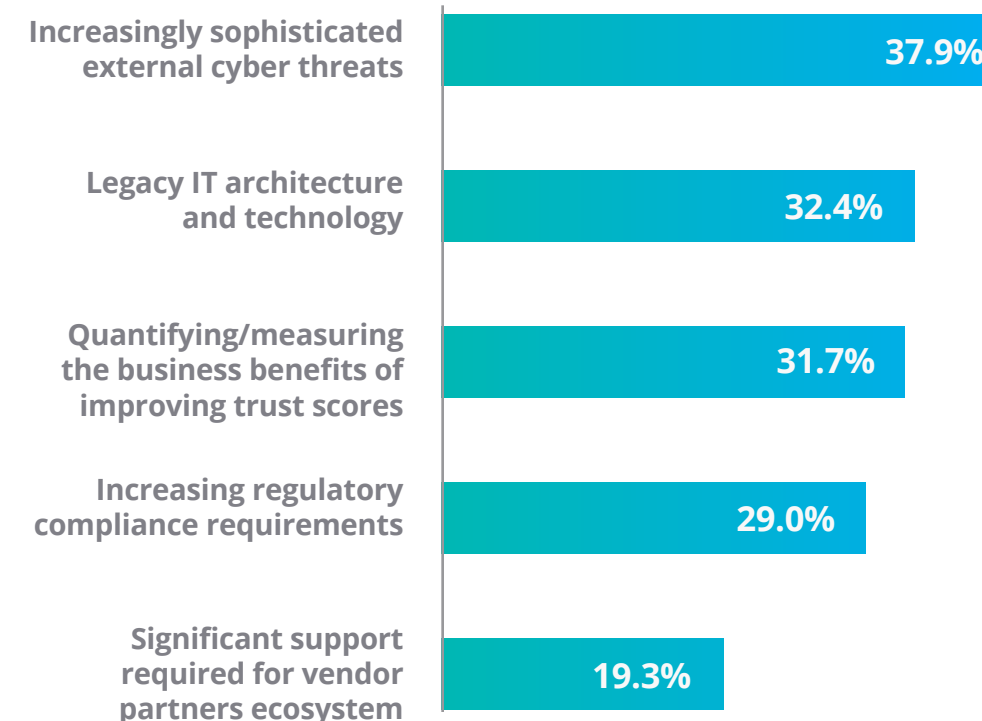 Increasingly sophisticated
external cyber threats
37.9%
Legacy IT architecture
and technology
32.4%
Quantifying/measuring
the business benefits of
improving trust scores
31.7%
Increasing regulatory
compliance requirements
29.0%
Significant support
required for vendor
partners ecosystem
19.3%